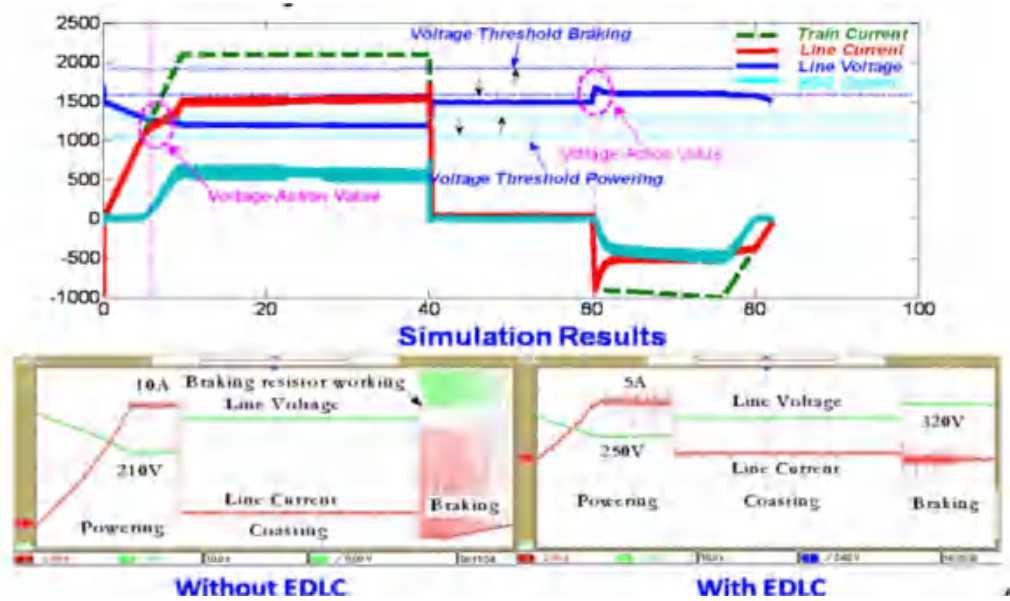 2500
2000
1500
1000
500
0
-500
-1000
0
20
40
60
80
100
Voltage Threshold Braking
Train Current
Line Current
Line Voltage
Current
Voltage-Action Value
Voltage-Action Value
Voltage Threshold Powering
Simulation Results
10A
Braking resistor working
Line Voltage
210V
Line Current
Powering
Coasting
Braking
Without EDLC
5A
Line Voltage
320V
250V
Line Current
Powering
Coasting
Braking
With EDLC